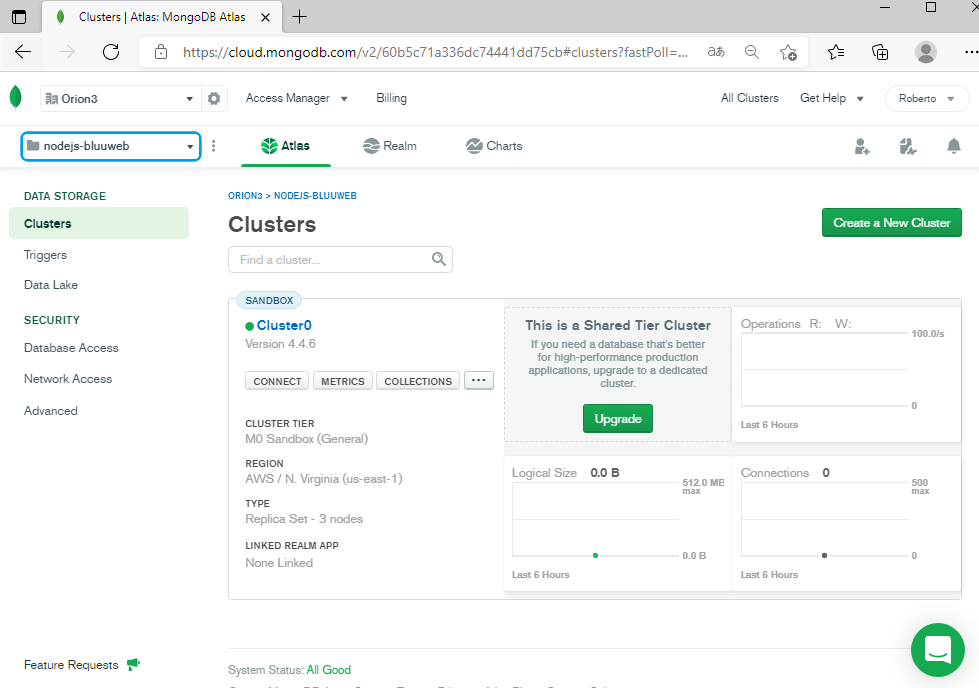 Clusters | Atlas: MongoDB Atlas
https://cloud.mongodb.com/v2/60b5c71a336dc74441dd75cb#clusters?fastPoll=...
Orion3
Access Manager
Billing
All Clusters
Get Help
Roberto
nodejs-bluuweb
Atlas
Realm
Charts
DATA STORAGE
Clusters
Triggers
Data Lake
SECURITY
Database Access
Network Access
Advanced
Feature Requests
ORION3 > NODEJS-BLUUWEB
Clusters
Create a New Cluster
Find a cluster...
SANDBOX
Cluster0
Version 4.4.6
CONNECT
METRICS
COLLECTIONS
...
CLUSTER TIER
M0 Sandbox (General)
REGION
AWS / N. Virginia (us-east-1)
TYPE
Replica Set - 3 nodes
LINKED REALM APP
None Linked
This is a Shared Tier Cluster
If you need a database that's better
for high-performance production
applications, upgrade to a dedicated
cluster.
Upgrade
Operations R: W:
100.0/s
0
Last 6 Hours
Logical Size 0.0 B
512.0 MB
max
0.0 B
Last 6 Hours
Connections 0
500
max
0
Last 6 Hours
System Status: All Good